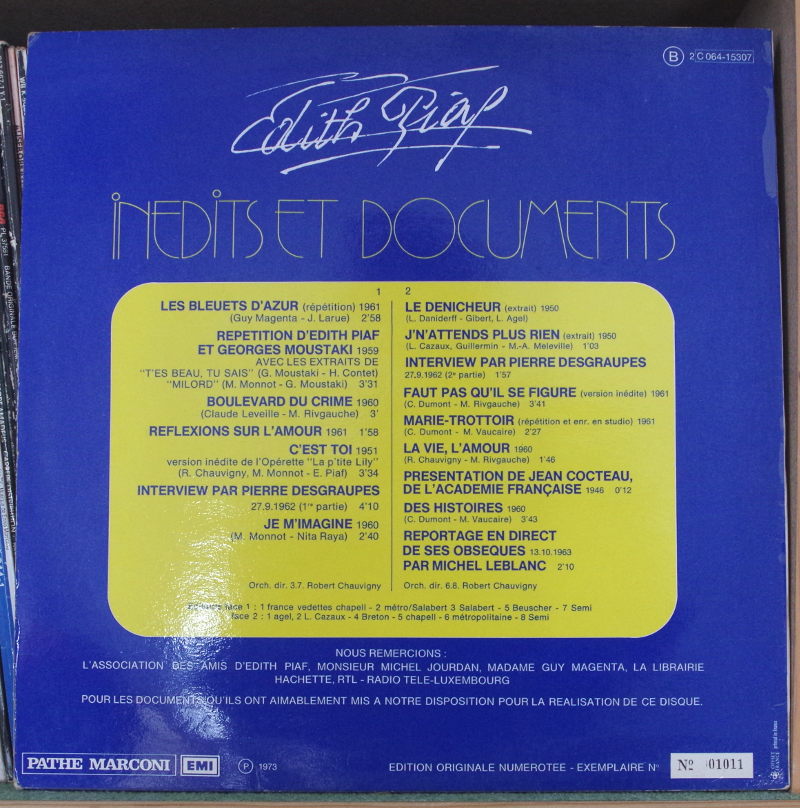 B 2 C 064-15307
Edith Piaf
INEDITS ET DOCUMENTS
1
LES BLEUETS D'AZUR (répétition) 1961
(Guy Magenta - J. Larue) 2'58
REPETITION D'EDITH PIAF
ET GEORGES MOUSTAKI 1959
AVEC LES EXTRAITS DE
"T'ES BEAU, TU SAIS" (G. Moustaki - H. Contet)
"MILORD" (M. Monnot - G. Moustaki) 3'31
BOULEVARD DU CRIME 1960
(Claude Leveille - M. Rivgauche) 3'
REFLEXIONS SUR L'AMOUR 1961 1'58
C'EST TOI 1951
version inédite de l'Opérette "La p'tite Lily"
(R. Chauvigny, M. Monnot - E. Piaf) 3'34
INTERVIEW PAR PIERRE DESGRAUPES
27.9.1962 (1re partie) 4'10
JE M'IMAGINE 1960
(M. Monnot - Nita Raya) 2'40
Orch. dir. 3.7. Robert Chauvigny
2
LE DENICHEUR (extrait) 1950
(L. Daniderff - Gibert, L. Agel)
J'N'ATTENDS PLUS RIEN (extrait) 1950
(L. Cazaux, Guillermin - M.-A. Meleville) 1'03
INTERVIEW PAR PIERRE DESGRAUPES
27.9.1962 (2e partie) 1'57
FAUT PAS QU'IL SE FIGURE (version inédite) 1961
(C. Dumont - M. Rivgauche) 3'41
MARIE-TROTTOIR (répétition et enr. en studio) 1961
(C. Dumont - M. Vaucaire) 2'27
LA VIE, L'AMOUR 1960
(R. Chauvigny - M. Rivgauche) 1'46
PRESENTATION DE JEAN COCTEAU,
DE L'ACADEMIE FRANÇAISE 1946 0'12
DES HISTOIRES 1960
(C. Dumont - M. Vaucaire) 3'43
REPORTAGE EN DIRECT
DE SES OBSEQUES 13.10.1963
PAR MICHEL LEBLANC 2'10
Orch. dir. 6.8. Robert Chauvigny
face 1 : 1 france vedettes chapell - 2 métro/Salabert 3 Salabert - 5 Beuscher - 7 Semi
face 2 : 1 agel, 2 L. Cazaux - 4 Breton - 5 chapell - 6 métropolitaine - 8 Semi
NOUS REMERCIONS :
L'ASSOCIATION DES AMIS D'EDITH PIAF, MONSIEUR MICHEL JOURDAN, MADAME GUY MAGENTA, LA LIBRAIRIE
HACHETTE, RTL - RADIO TELE-LUXEMBOURG
POUR LES DOCUMENTS QU'ILS ONT AIMABLEMENT MIS A NOTRE DISPOSITION POUR LA REALISATION DE CE DISQUE.
PATHE MARCONI EMI
P 1973
EDITION ORIGINALE NUMEROTEE - EXEMPLAIRE N° Nº 01011